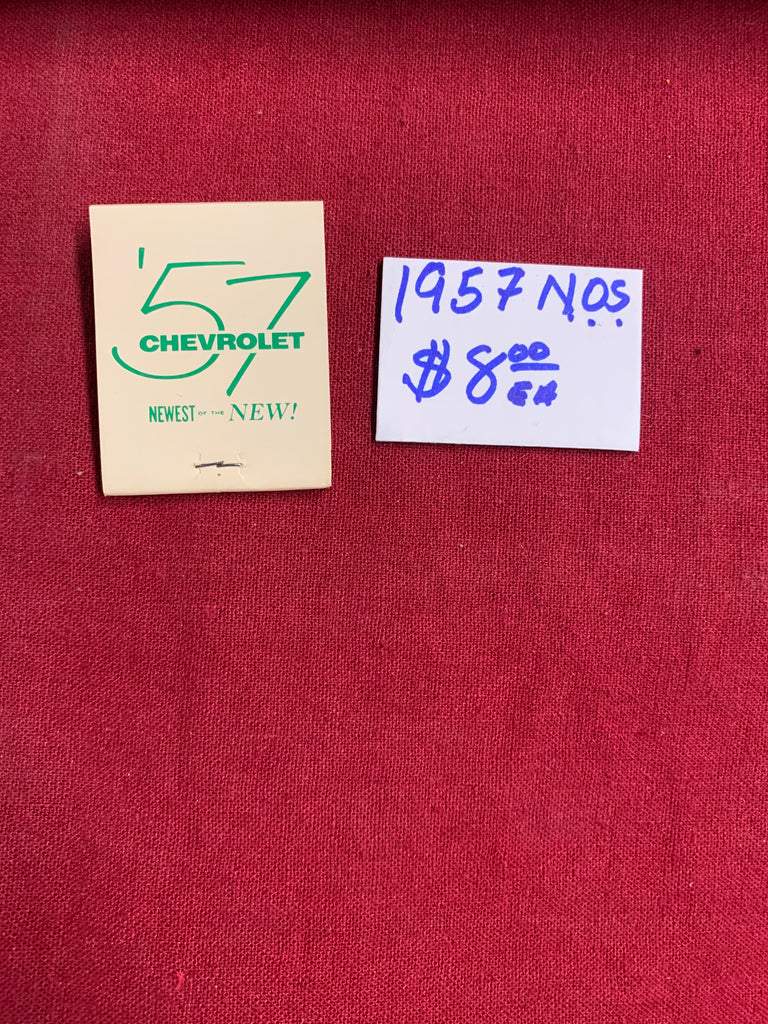 '57
CHEVROLET
NEWEST OF THE NEW!
1957 N.O.S.
$8.00
EA